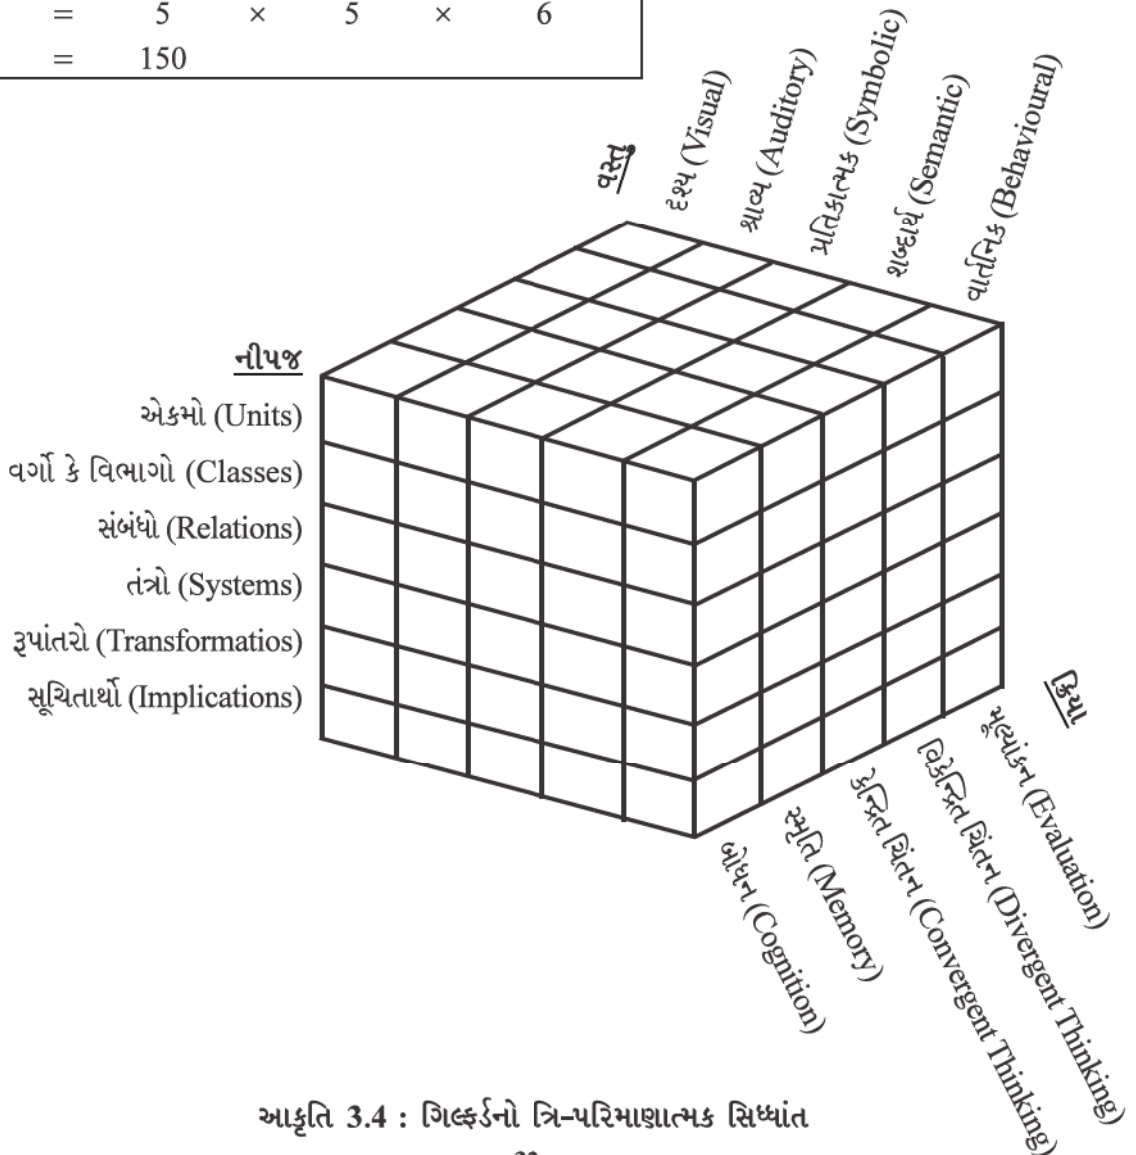 = 5 × 5 × 6
= 150
વસ્તુ
દૃશ્ય (Visual)
શ્રાવ્ય (Auditory)
પ્રતિકાત્મક (Symbolic)
શબ્દાર્થ (Semantic)
વાર્તનિક (Behavioural)
નીપજ
એકમો (Units)
વર્ગો કે વિભાગો (Classes)
સંબંધો (Relations)
તંત્રો (Systems)
રૂપાંતરો (Transformatios)
સૂચિતાર્થો (Implications)
ક્રિયા
બોધન (Cognition)
સ્મૃતિ (Memory)
કેન્દ્રિત ચિંતન (Convergent Thinking)
વિકેન્દ્રિત ચિંતન (Divergent Thinking)
મૂલ્યાંકન (Evaluation)
આકૃતિ 3.4 : ગિલ્ફર્ડનો ત્રિ-પરિમાણાત્મક સિધ્ધાંત